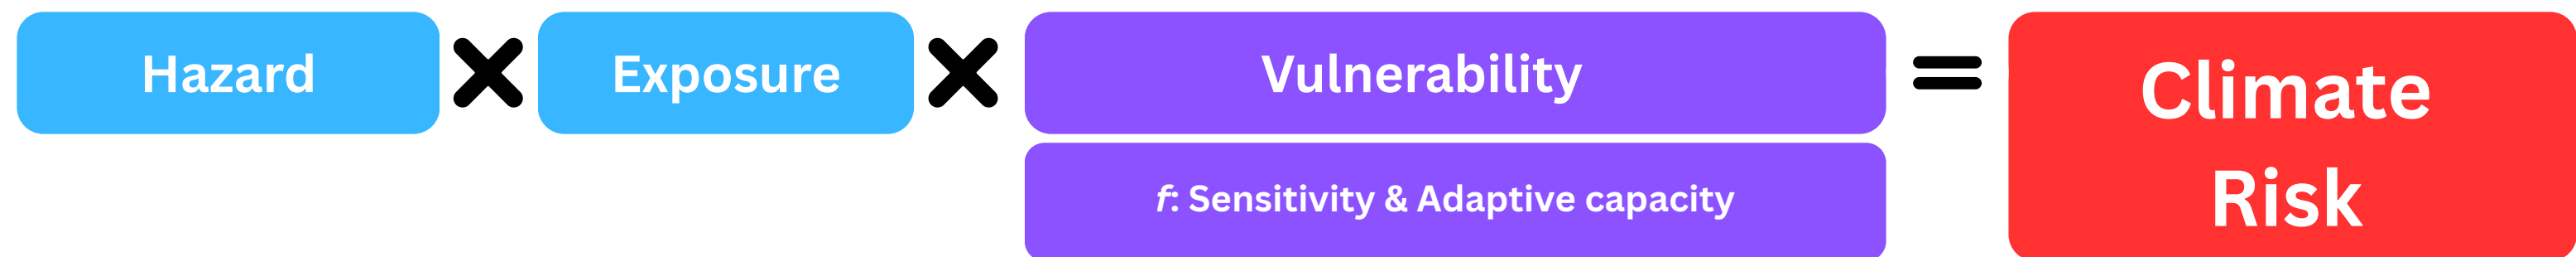 Hazard
Exposure
Vulnerability
f: Sensitivity & Adaptive capacity
Climate
Risk